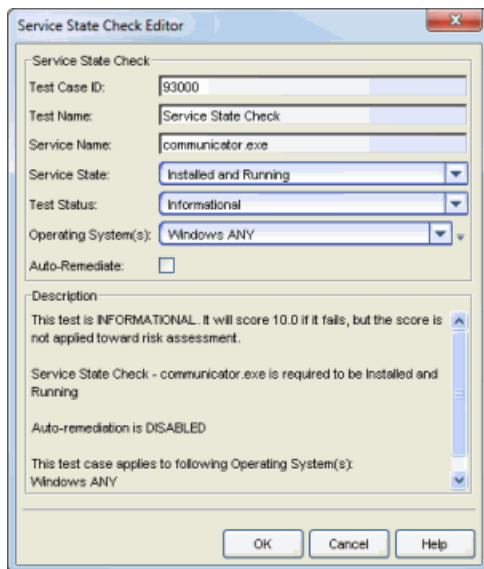 Service State Check Editor
Service State Check
Test Case ID: 93000
Test Name: Service State Check
Service Name: communicator.exe
Service State: Installed and Running
Test Status: Informational
Operating System(s): Windows ANY
Auto-Remediate:
Description
This test is INFORMATIONAL. It will score 10.0 if it fails, but the score is
not applied toward risk assessment.
Service State Check - communicator.exe is required to be Installed and
Running
Auto-remediation is DISABLED
This test case applies to following Operating System(s):
Windows ANY
OK Cancel Help